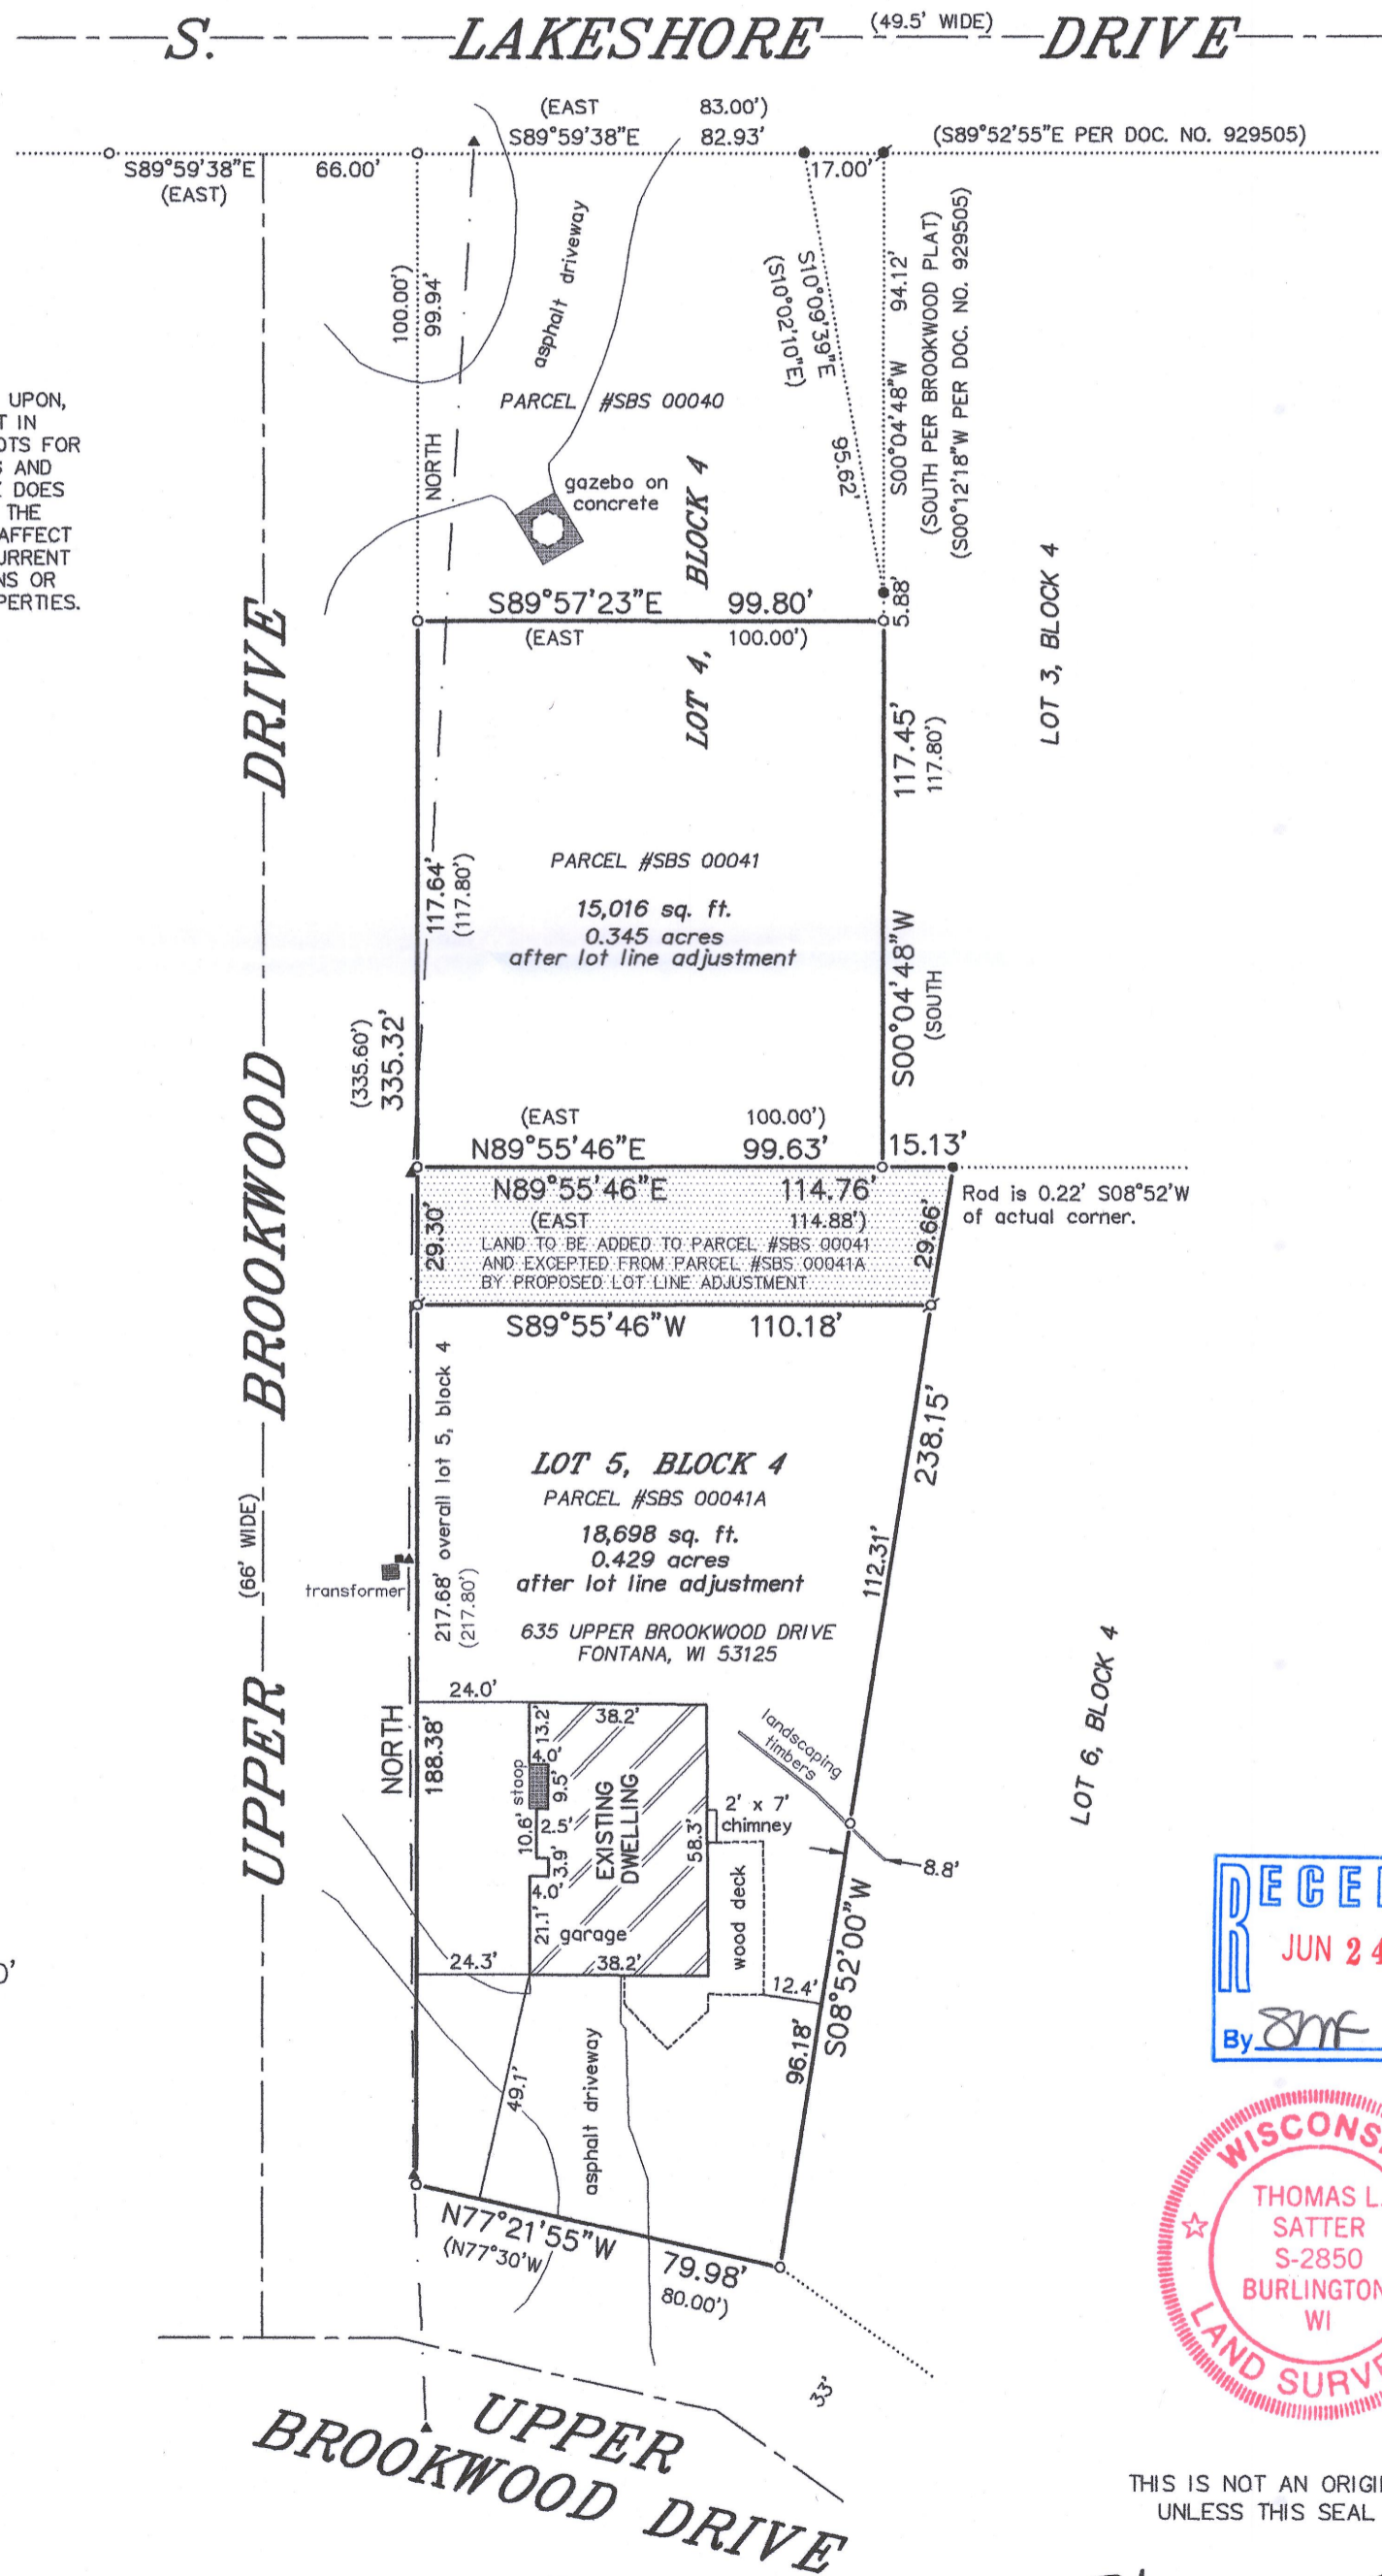 S. LAKESHORE (49.5' WIDE) DRIVE
(EAST 83.00')
S89°59'38"E 82.93'
(S89°52'55"E PER DOC. NO. 929505)
S89°59'38"E 66.00'
(EAST)
17.00'
100.00')
99.94'
NORTH
asphalt driveway
S10°09'39"E
(S10°02'10"E)
95.62'
S00°04'48"W 94.12'
(SOUTH PER BROOKWOOD PLAT)
(S00°12'18"W PER DOC. NO. 929505)
UPON,
T IN
OTS FOR
S AND
DOES
THE
AFFECT
CURRENT
NS OR
PERTIES.
PARCEL #SBS 00040
gazebo on
concrete
S89°57'23"E 99.80'
(EAST 100.00')
5.88'
LOT 4, BLOCK 4
LOT 3, BLOCK 4
117.45'
117.80')
S00°04'48"W
(SOUTH
117.64'
(117.80')
PARCEL #SBS 00041
15,016 sq. ft.
0.345 acres
after lot line adjustment
(335.60')
335.32'
(EAST 100.00')
N89°55'46"E 99.63'
15.13'
N89°55'46"E 114.76'
(EAST 114.88')
LAND TO BE ADDED TO PARCEL #SBS 00041
AND EXCEPTED FROM PARCEL #SBS 00041A
BY PROPOSED LOT LINE ADJUSTMENT
29.30'
29.66'
Rod is 0.22' S08°52'W
of actual corner.
S89°55'46"W 110.18'
UPPER BROOKWOOD DRIVE
(66' WIDE)
217.68' overall lot 5, block 4
(217.80')
238.15'
112.31'
LOT 5, BLOCK 4
PARCEL #SBS 00041A
18,698 sq. ft.
0.429 acres
after lot line adjustment
635 UPPER BROOKWOOD DRIVE
FONTANA, WI 53125
transformer
LOT 6, BLOCK 4
NORTH
188.38'
24.0'
38.2'
13.2'
4.0'
stoop
9.5'
10.6'
2.5'
3.9'
4.0'
21.1'
EXISTING
DWELLING
58.3'
garage
2' x 7'
chimney
landscaping
timbers
wood deck
8.8'
24.3'
38.2'
12.4'
S08°52'00"W
96.18'
49.1'
asphalt driveway
N77°21'55"W 79.98'
(N77°30'W 80.00')
33'
UPPER
BROOKWOOD DRIVE
0'
RECEI
JUN 24
By SMF
WISCONS
THOMAS L.
SATTER
S-2850
BURLINGTON
WI
LAND SURVE
THIS IS NOT AN ORIGI
UNLESS THIS SEAL